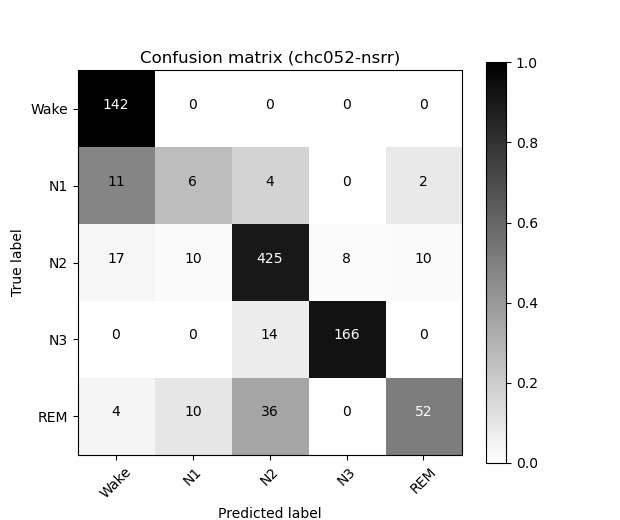 Confusion matrix (chc052-nsrr)
Wake 142 0 0 0 0
N1 11 6 4 0 2
N2 17 10 425 8 10
N3 0 0 14 166 0
REM 4 10 36 0 52
Wake N1 N2 N3 REM
Predicted label
True label
1.0
0.8
0.6
0.4
0.2
0.0